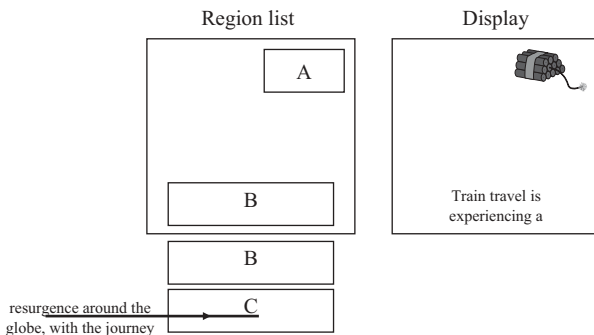 Region list
Display
A
B
Train travel is
experiencing a
B
C
resurgence around the
globe, with the journey